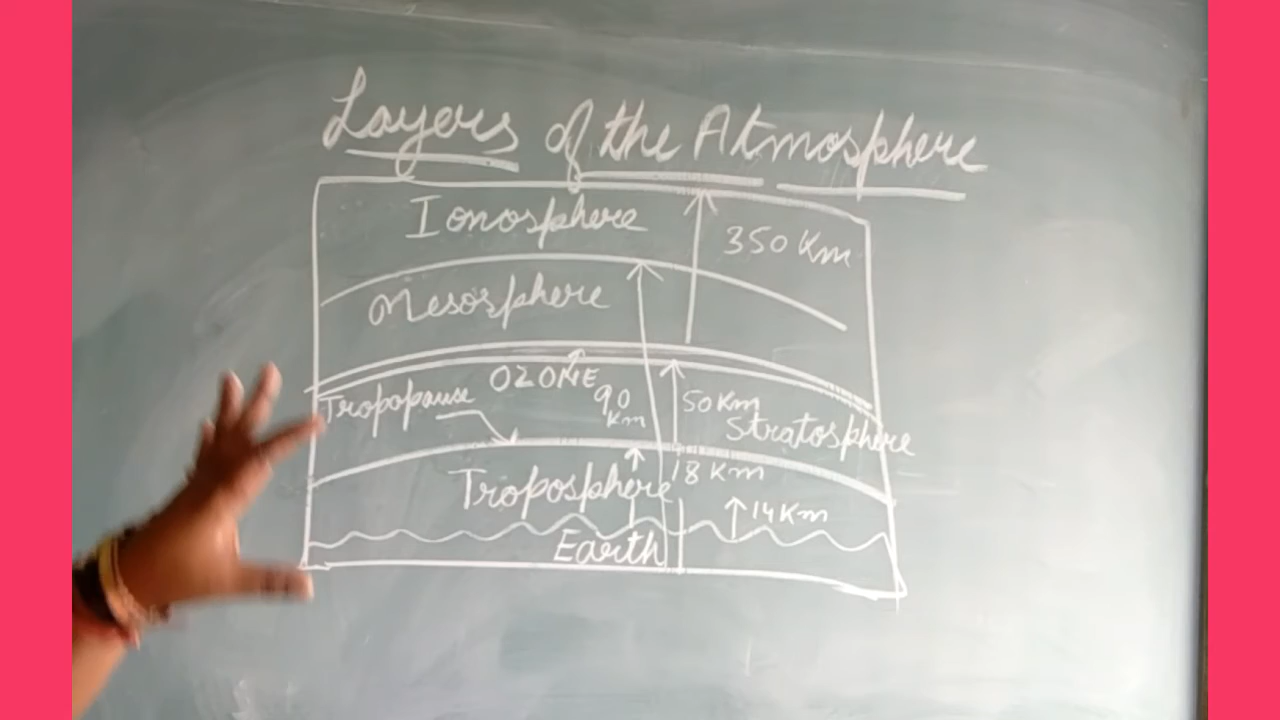 Layers of the Atmosphere
Ionosphere
350 Km
Mesosphere
OZONE
Tropopause
90
Km
50 Km
Stratosphere
18 Km
Troposphere
14 Km
Earth